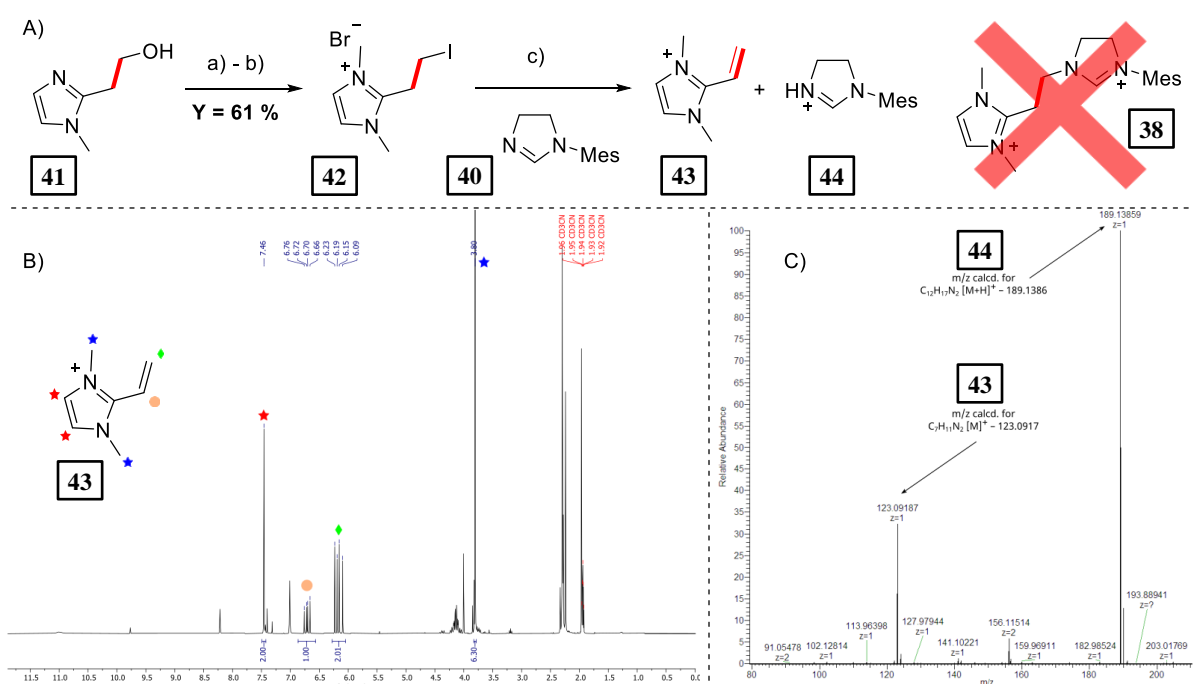 A)
OH
N
N
41
a) - b)
Y = 61 %
Br −
+
N
I
N
42
c)
N
N
Mes
40
+
N
N
43
+
HN
+
N
Mes
44
N
N
+
Mes
N
N
+
38
B)
7.46
6.76
6.72
6.70
6.66
6.23
6.19
6.15
6.09
3.80
1.96 CD3CN
1.95 CD3CN
1.94 CD3CN
1.93 CD3CN
1.92 CD3CN
+
N
N
43
2.00
1.00
2.01
6.30
11.5 11.0 10.5 10.0 9.5 9.0 8.5 8.0 7.5 7.0 6.5 6.0 5.5 5.0 4.5 4.0 3.5 3.0 2.5 2.0 1.5 1.0 0.5 0.0
C)
189.13859
z=1
44
m/z calcd. for
C12H17N2 [M+H]+ – 189.1386
43
m/z calcd. for
C7H11N2 [M]+ – 123.0917
123.09187
z=1
Relative Abundance
100
95
90
85
80
75
70
65
60
55
50
45
40
35
30
25
20
15
10
5
0
91.05478
z=2
102.12814
z=1
113.96398
z=1
127.97944
z=1
141.10221
z=1
156.11514
z=2
159.96911
z=1
182.98524
z=1
193.88941
z=?
203.01769
z=1
80 100 120 140 160 180 200
m/z